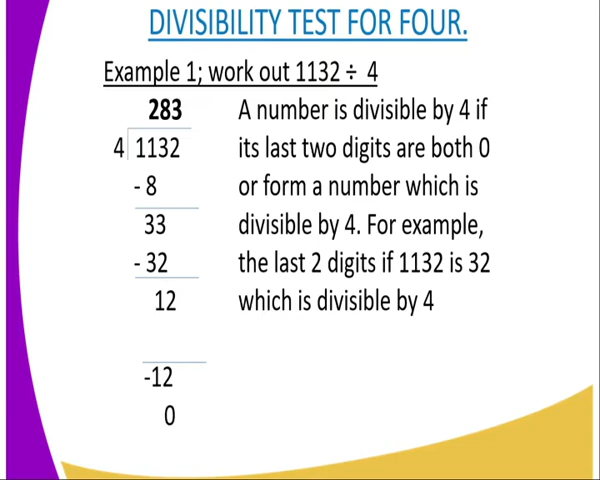 DIVISIBILITY TEST FOR FOUR.
Example 1; work out 1132 ÷ 4
283
4 1132
- 8
33
- 32
12
-12
0
A number is divisible by 4 if
its last two digits are both 0
or form a number which is
divisible by 4. For example,
the last 2 digits if 1132 is 32
which is divisible by 4